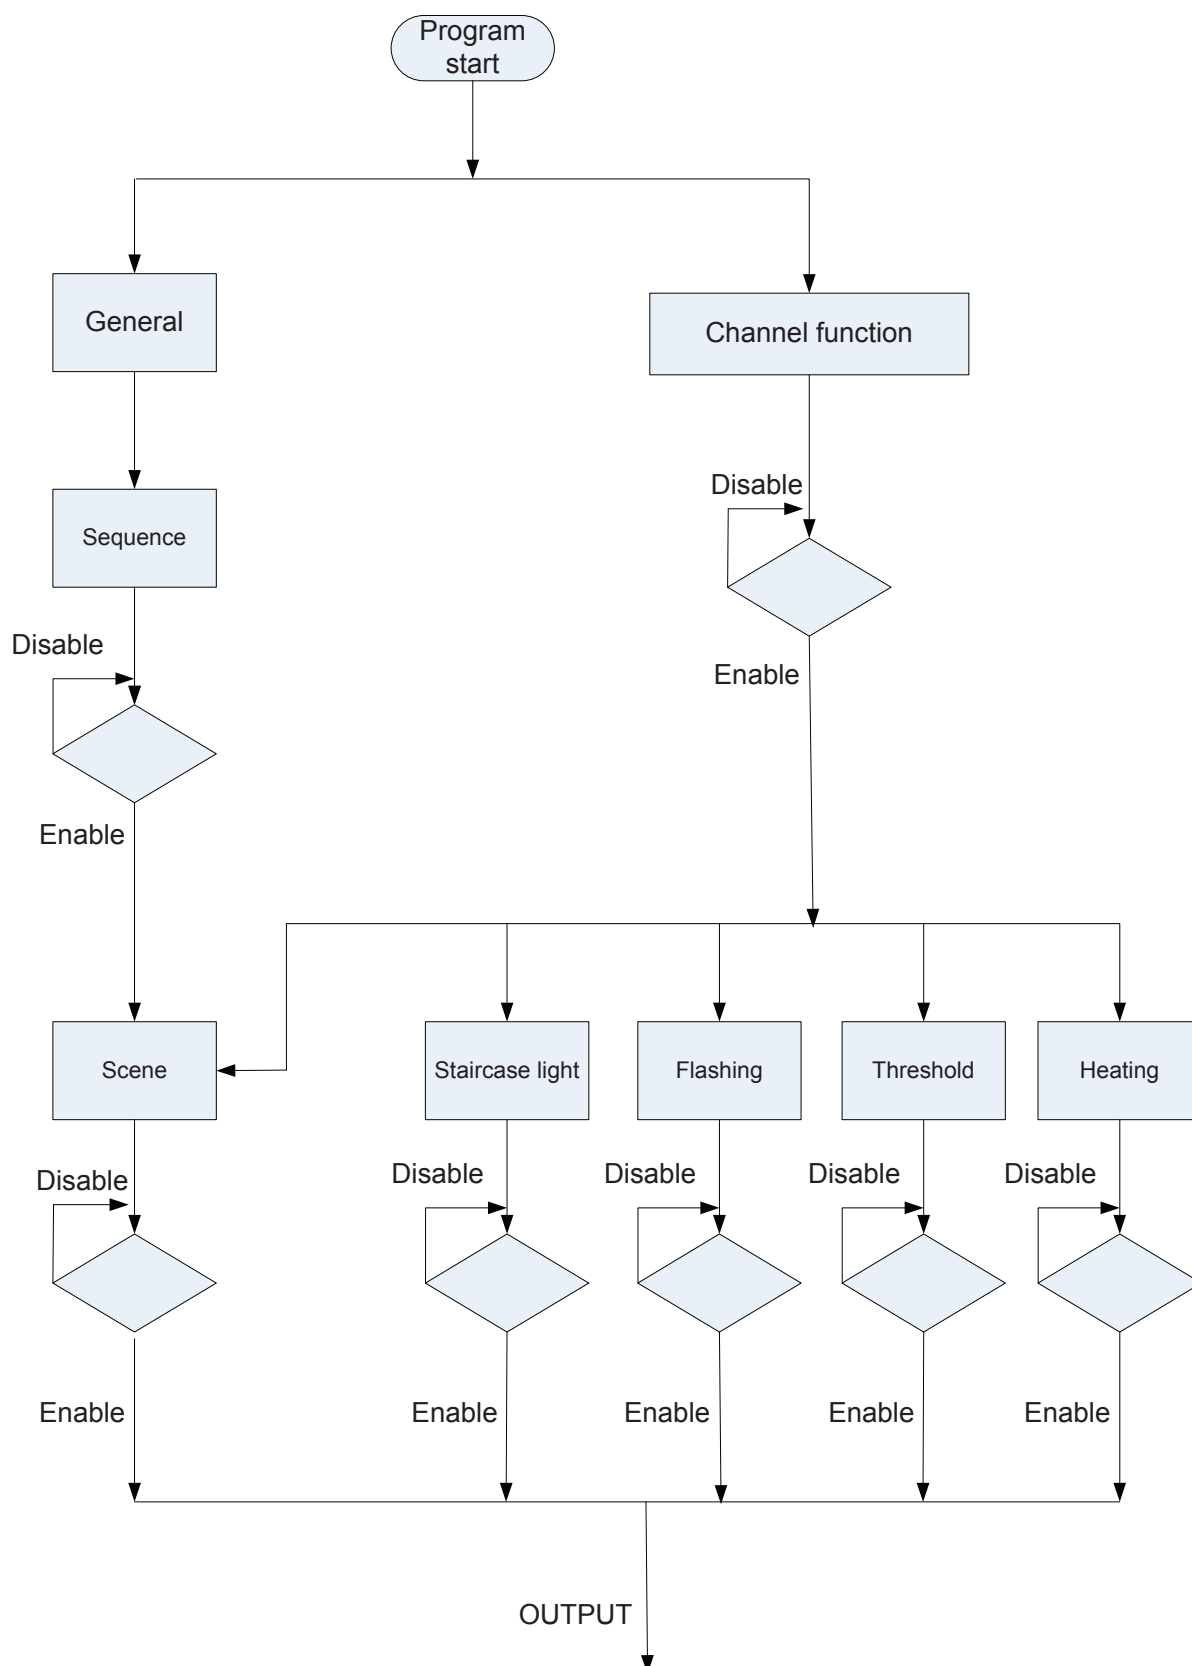 Program
start
General
Channel function
Disable
Sequence
Disable
Enable
Enable
Scene
Staircase light
Flashing
Threshold
Heating
Disable
Disable
Disable
Disable
Disable
Enable
Enable
Enable
Enable
Enable
OUTPUT